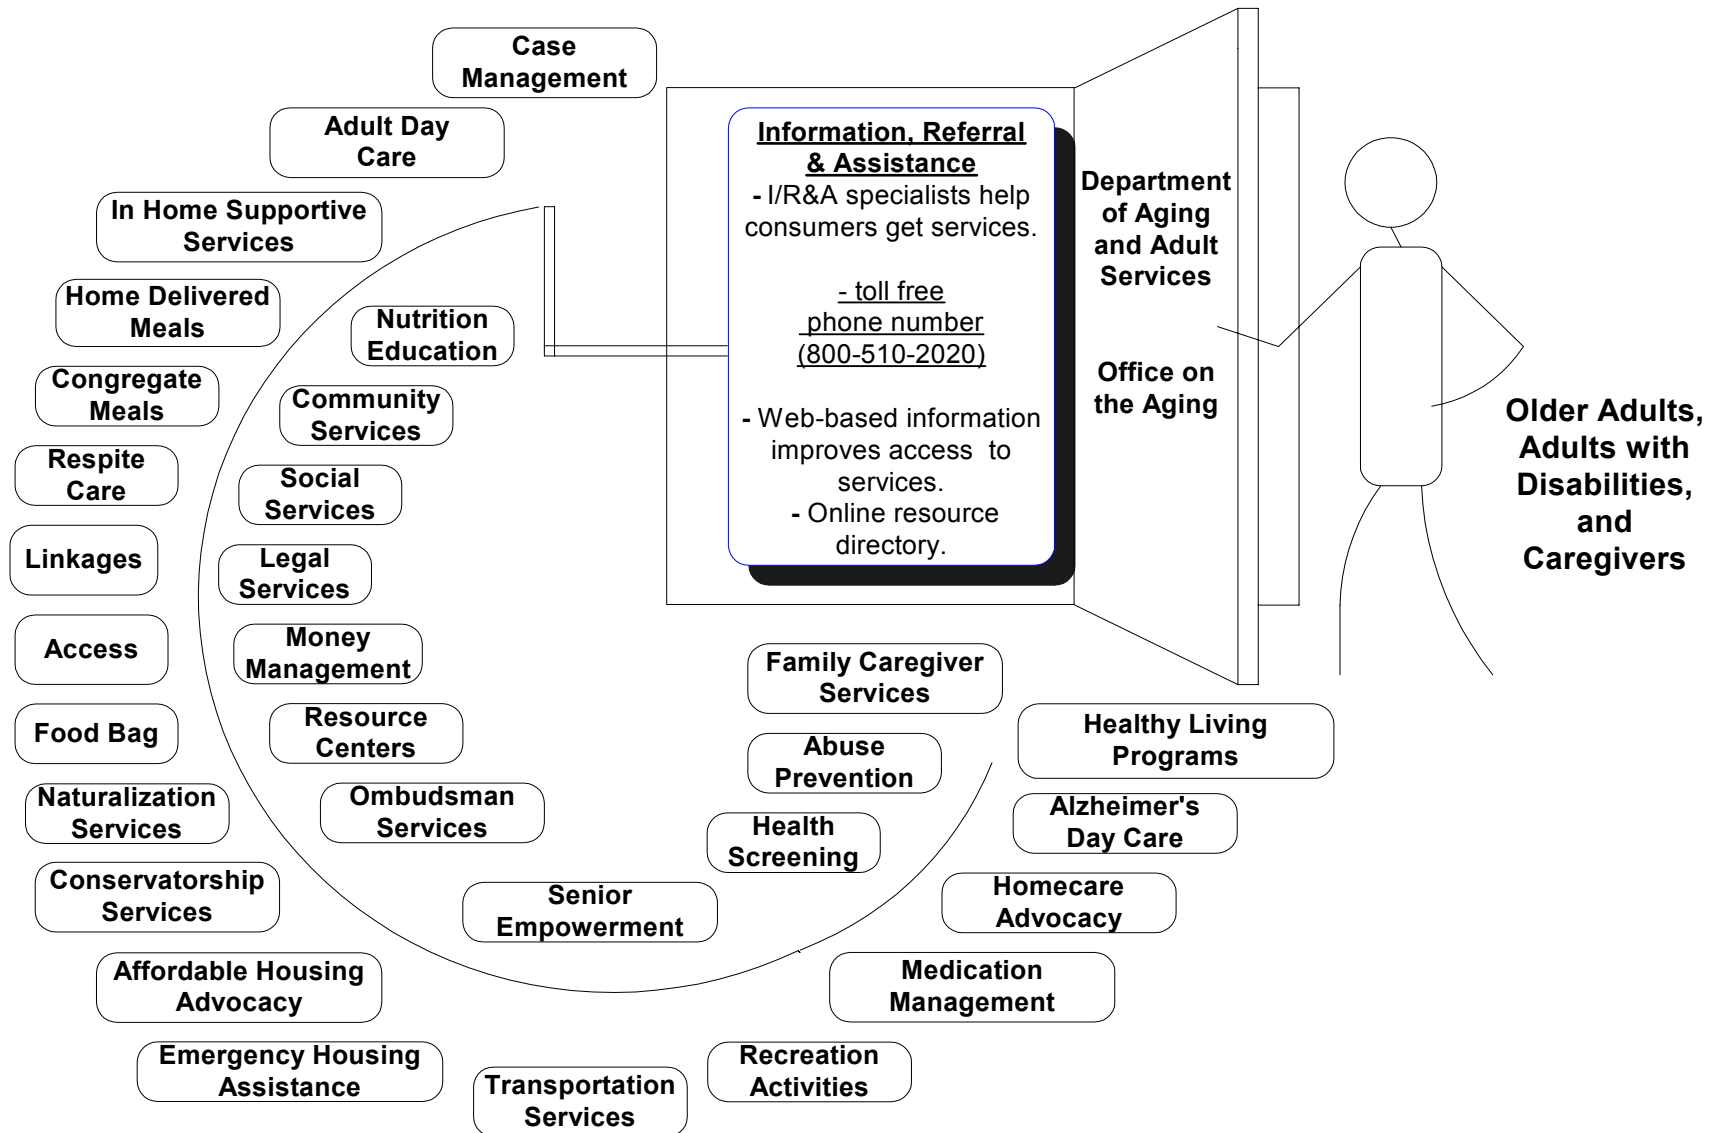 Case
Management
Adult Day
Care
In Home Supportive
Services
Home Delivered
Meals
Congregate
Meals
Respite
Care
Linkages
Access
Food Bag
Naturalization
Services
Conservatorship
Services
Affordable Housing
Advocacy
Emergency Housing
Assistance
Transportation
Services
Recreation
Activities
Medication
Management
Homecare
Advocacy
Alzheimer's
Day Care
Healthy Living
Programs
Nutrition
Education
Community
Services
Social
Services
Legal
Services
Money
Management
Resource
Centers
Ombudsman
Services
Senior
Empowerment
Health
Screening
Abuse
Prevention
Family Caregiver
Services
Information, Referral
& Assistance
- I/R&A specialists help
consumers get services.
- toll free
phone number
(800-510-2020)
- Web-based information
improves access to
services.
- Online resource
directory.
Department
of Aging
and Adult
Services
Office on
the Aging
Older Adults,
Adults with
Disabilities,
and
Caregivers